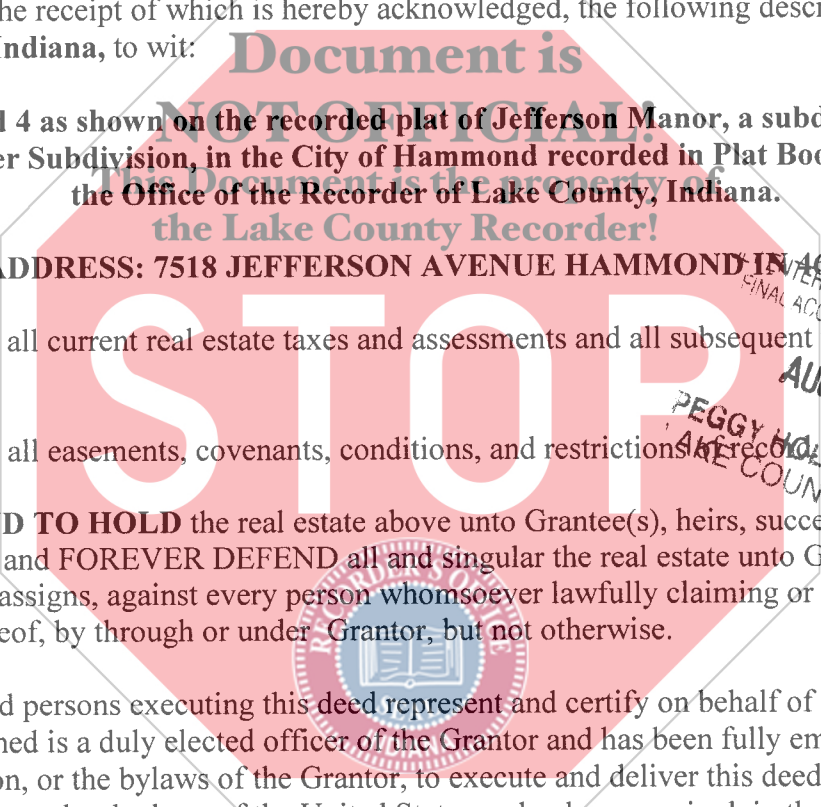 he receipt of which is hereby acknowledged, the following descri
ndiana, to wit:
Document is
NOT OFFICIAL!
4 as shown on the recorded plat of Jefferson Manor, a subd
er Subdivision, in the City of Hammond recorded in Plat Boo
This Document is the property of
the Office of the Recorder of Lake County, Indiana.
the Lake County Recorder!
ADDRESS: 7518 JEFFERSON AVENUE HAMMOND IN
FINAL ACC
all current real estate taxes and assessments and all subsequent
STOP
AUG
PEGGY HOL
LAKE COUN
all easements, covenants, conditions, and restrictions of record.
D TO HOLD the real estate above unto Grantee(s), heirs, succe
and FOREVER DEFEND all and singular the real estate unto G
assigns, against every person whomsoever lawfully claiming or
eof, by through or under Grantor, but not otherwise.
RECORDER'S OFFICE
d persons executing this deed represent and certify on behalf of
ned is a duly elected officer of the Grantor and has been fully em
on, or the bylaws of the Grantor, to execute and deliver this deed